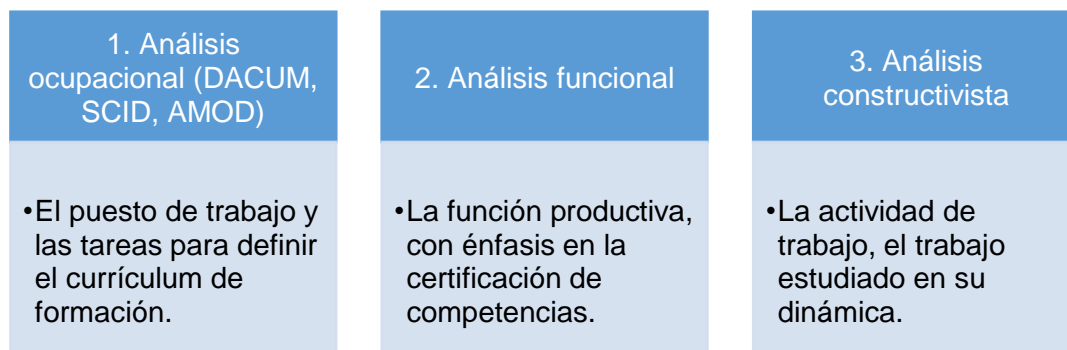 1. Análisis
ocupacional (DACUM,
SCID, AMOD)
•El puesto de trabajo y
las tareas para definir
el currículum de
formación.
2. Análisis funcional
•La función productiva,
con énfasis en la
certificación de
competencias.
3. Análisis
constructivista
•La actividad de
trabajo, el trabajo
estudiado en su
dinámica.